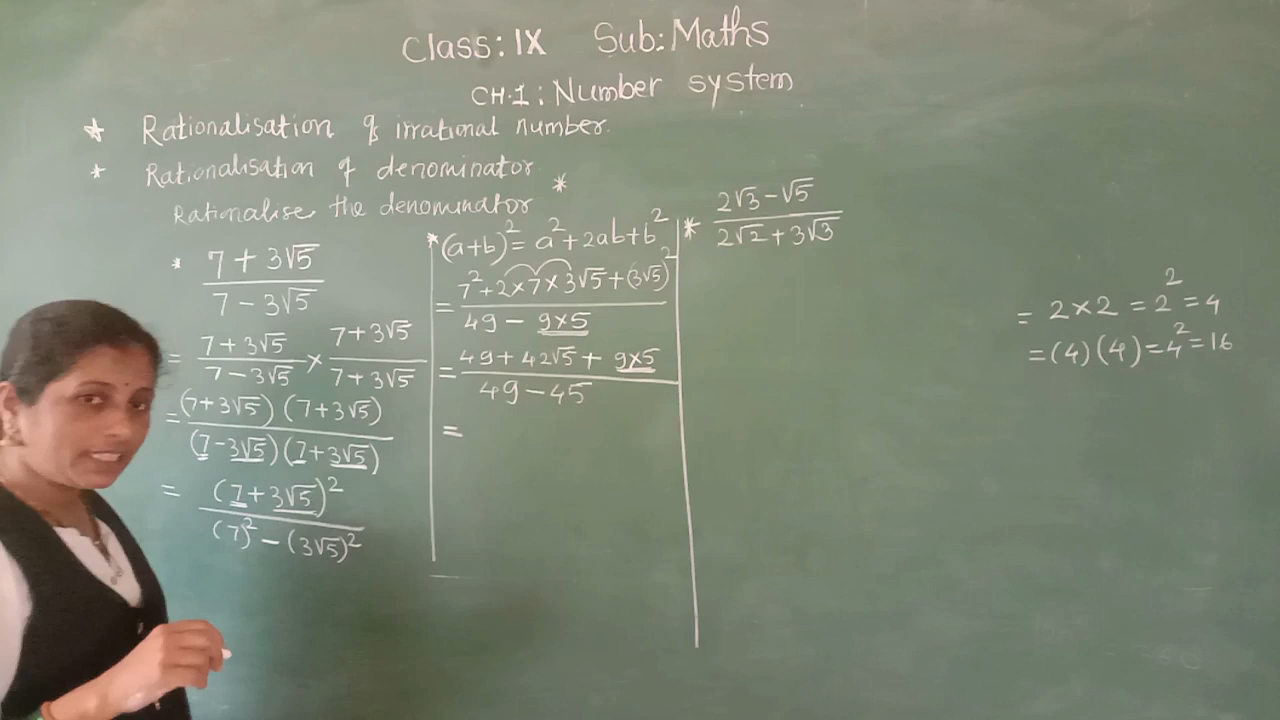 Class: IX Sub: Maths
CH.1: Number system
* Rationalisation of irrational number.
* Rationalisation of denominator
Rationalise the denominator *
* 7 + 3√5
7 - 3√5
= 7 + 3√5 × 7 + 3√5
7 - 3√5 7 + 3√5
= (7 + 3√5) (7 + 3√5)
(7 - 3√5) (7 + 3√5)
= (7 + 3√5)²
(7)² - (3√5)²
* (a+b)² = a² + 2ab + b²
= 7² + 2 × 7 × 3√5 + (3√5)²
49 - 9×5
= 49 + 42√5 + 9×5
49 - 45
=
* 2√3 - √5
2√2 + 3√3
= 2 × 2 = 2² = 4
= (4) (4) = 4² = 16